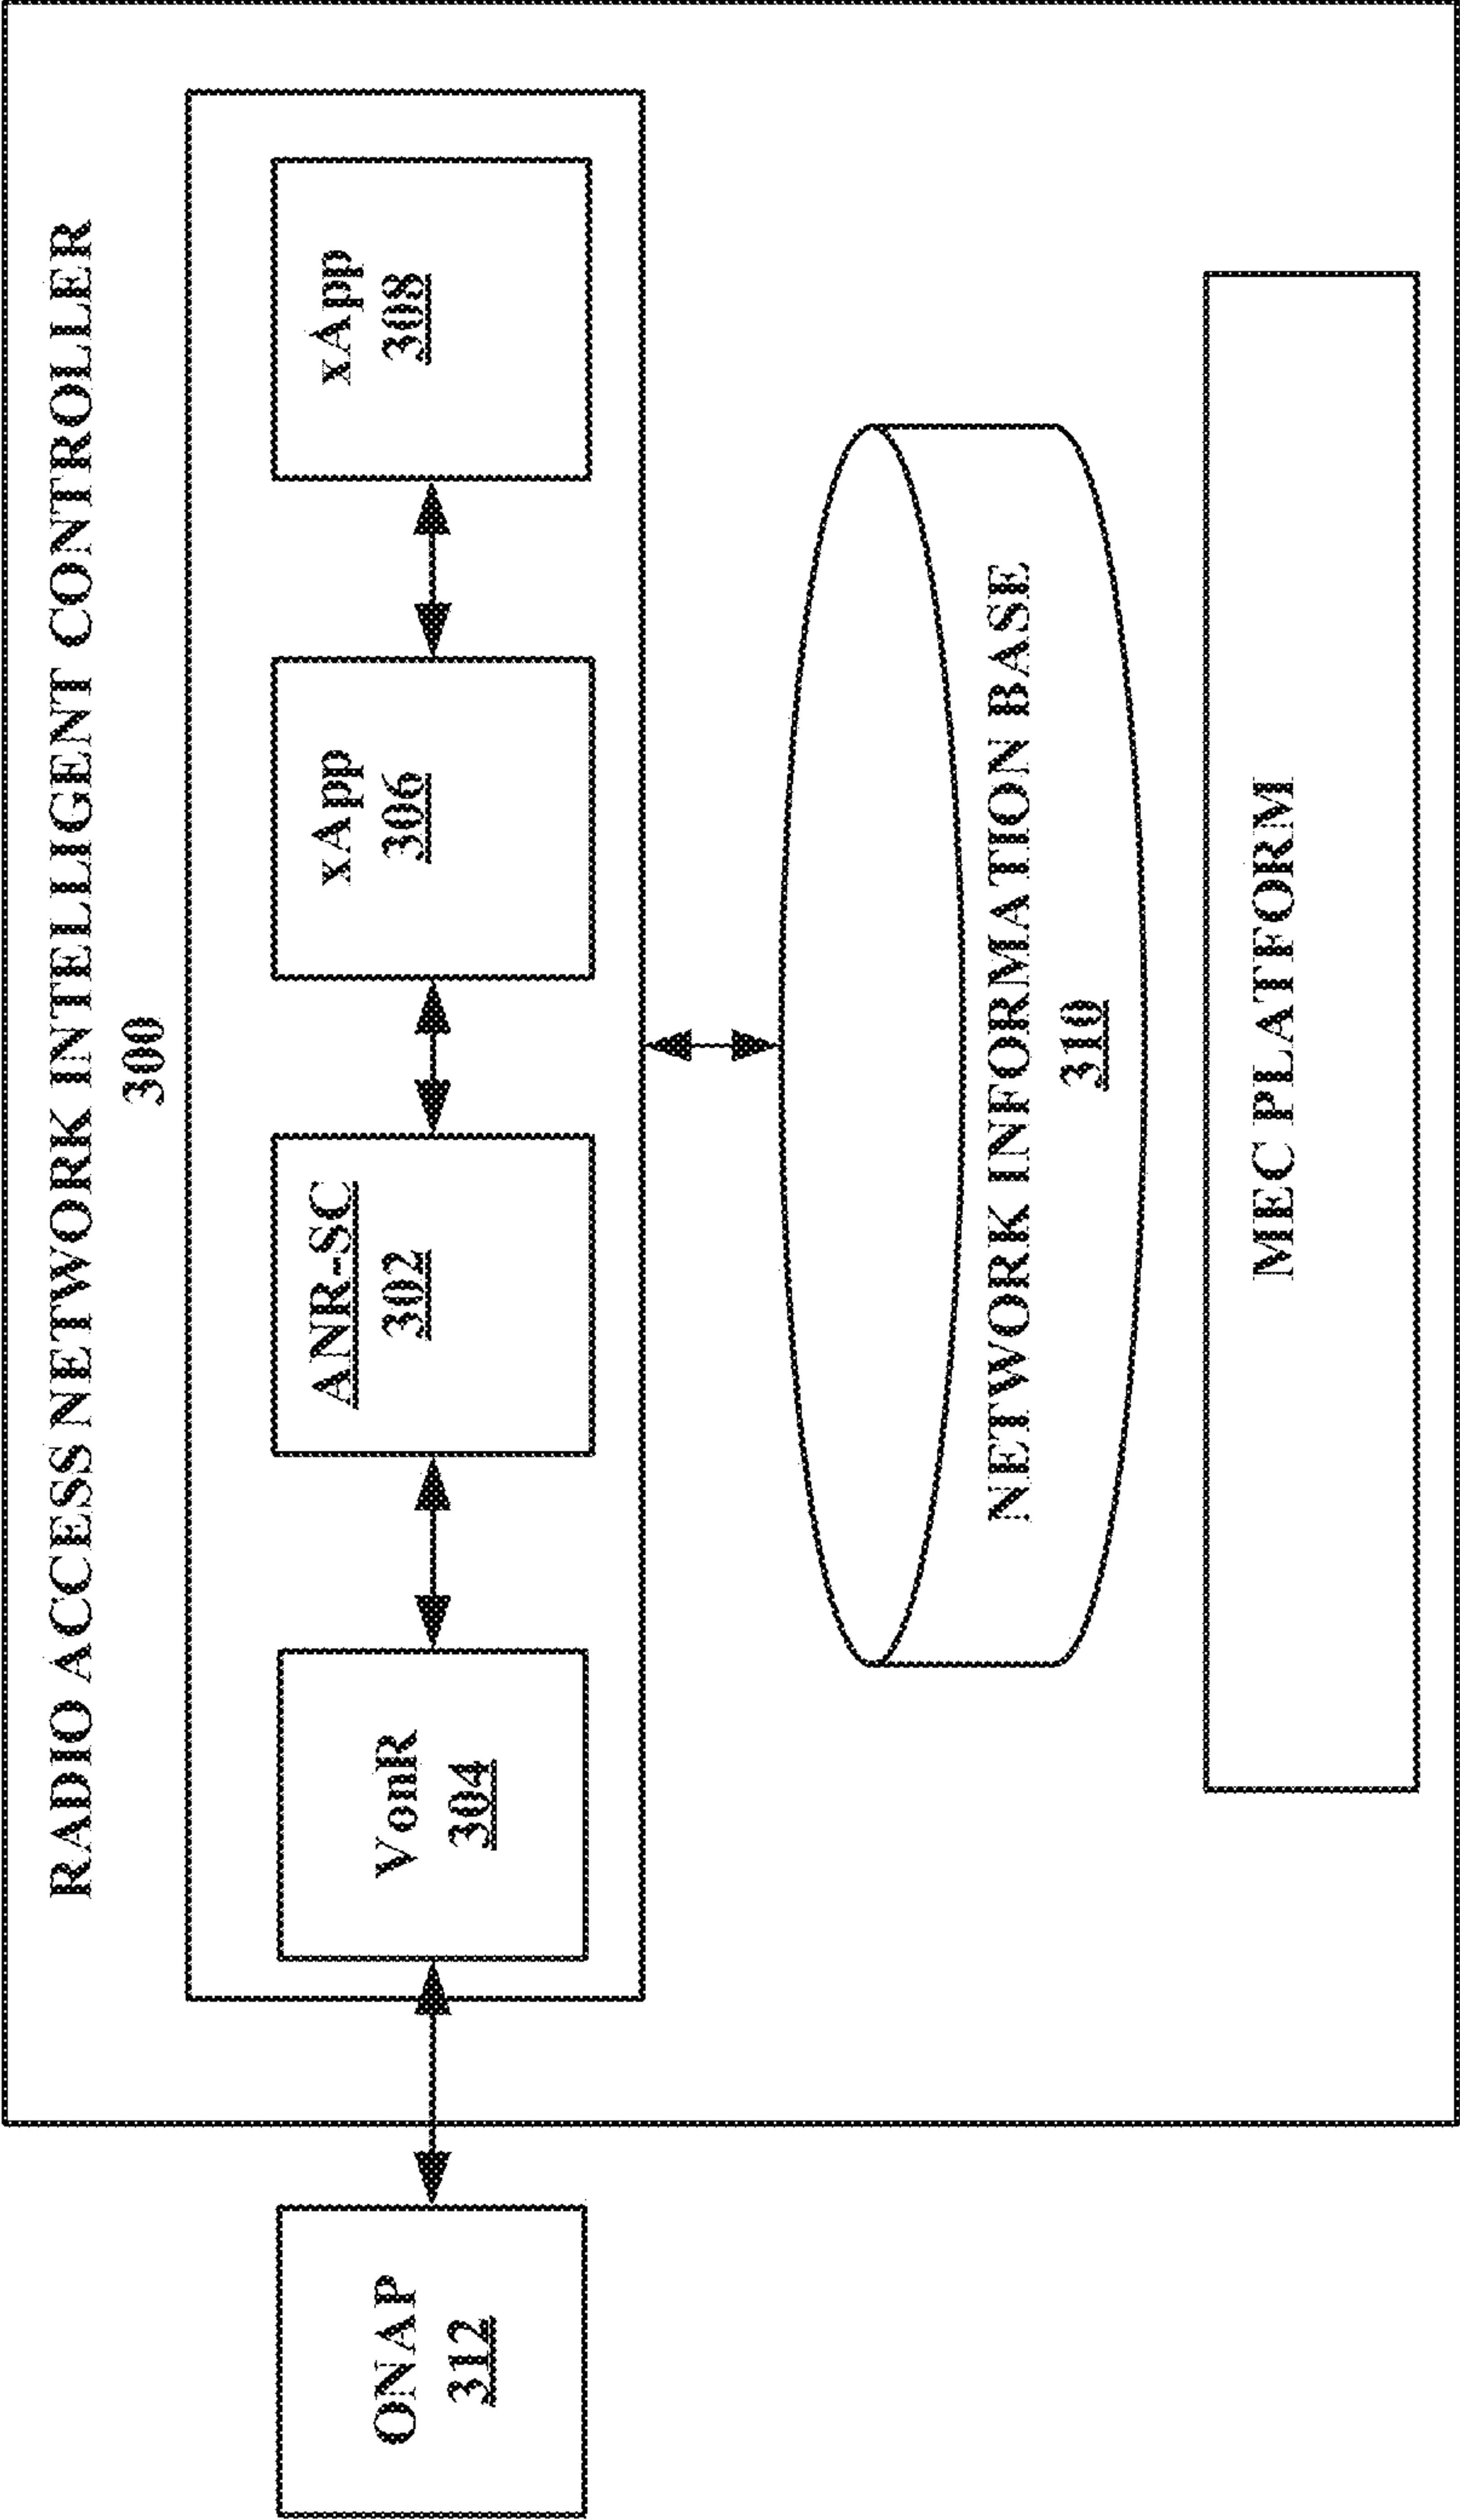 RADIO ACCESS NETWORK INTELLIGENT CONTROLLER
300
ONAP
312
VonR
304
ANR-SC
302
xApp
306
xApp
308
NETWORK INFORMATION BASE
310
MEC PLATFORM